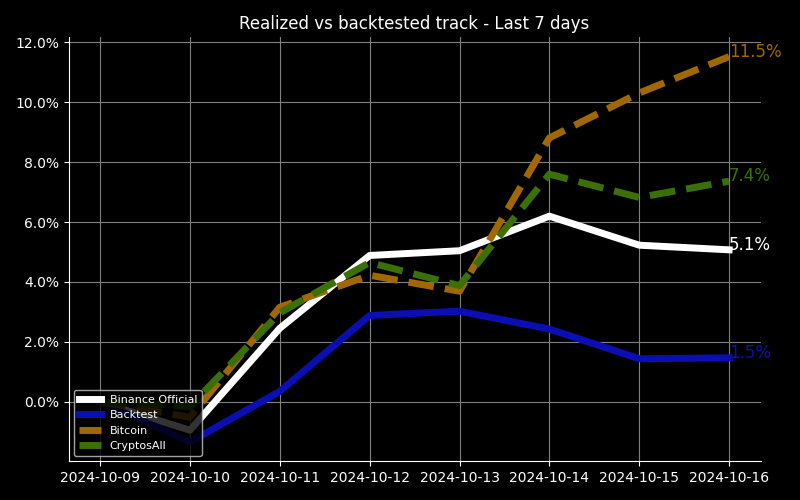 Realized vs backtested track - Last 7 days
12.0%
10.0%
8.0%
6.0%
4.0%
2.0%
0.0%
11.5%
7.4%
5.1%
1.5%
Binance Official
Backtest
Bitcoin
CryptosAll
2024-10-09 2024-10-10 2024-10-11 2024-10-12 2024-10-13 2024-10-14 2024-10-15 2024-10-16